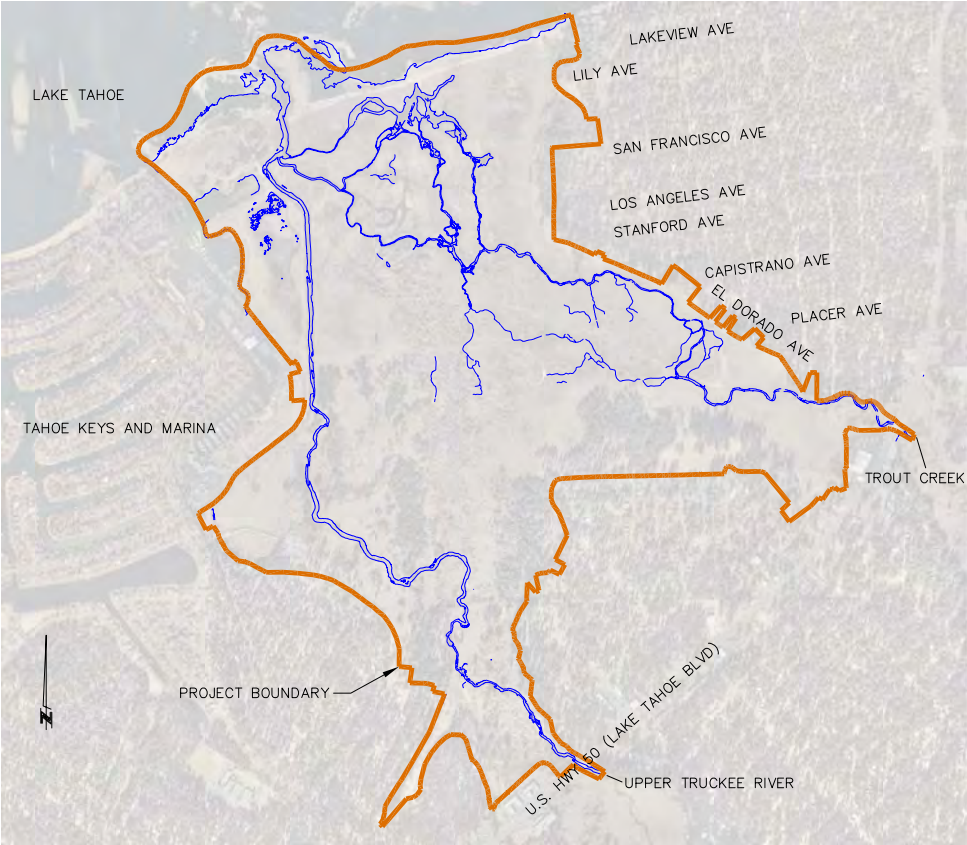 LAKEVIEW AVE
LILY AVE
LAKE TAHOE
SAN FRANCISCO AVE
LOS ANGELES AVE
STANFORD AVE
CAPISTRANO AVE
EL DORADO AVE
PLACER AVE
TAHOE KEYS AND MARINA
TROUT CREEK
PROJECT BOUNDARY
U.S. HWY 50 (LAKE TAHOE BLVD)
UPPER TRUCKEE RIVER
N